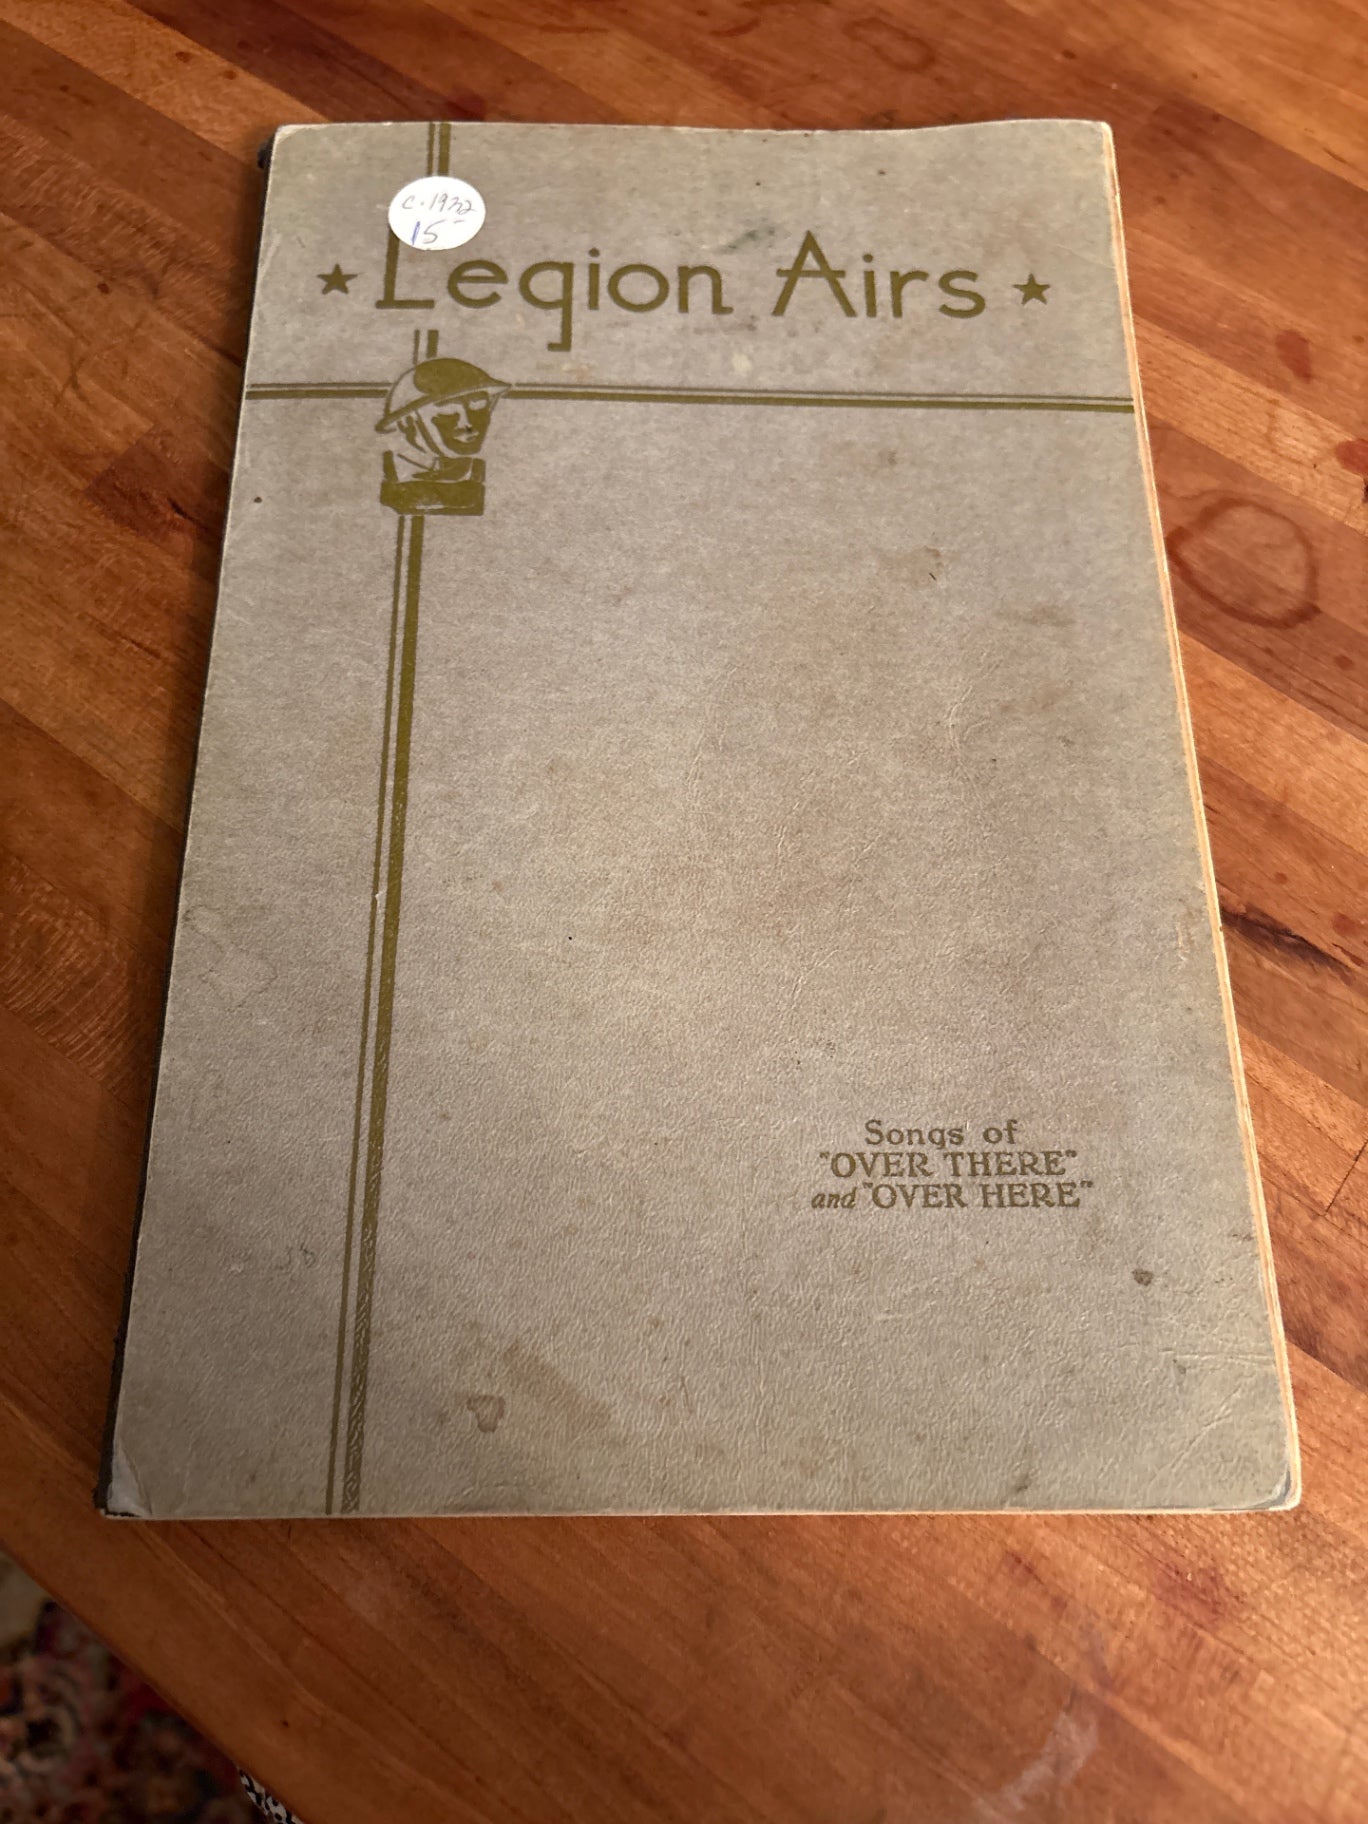 c. 1932
15
★ Legion Airs ★
Songs of
"OVER THERE"
and "OVER HERE"